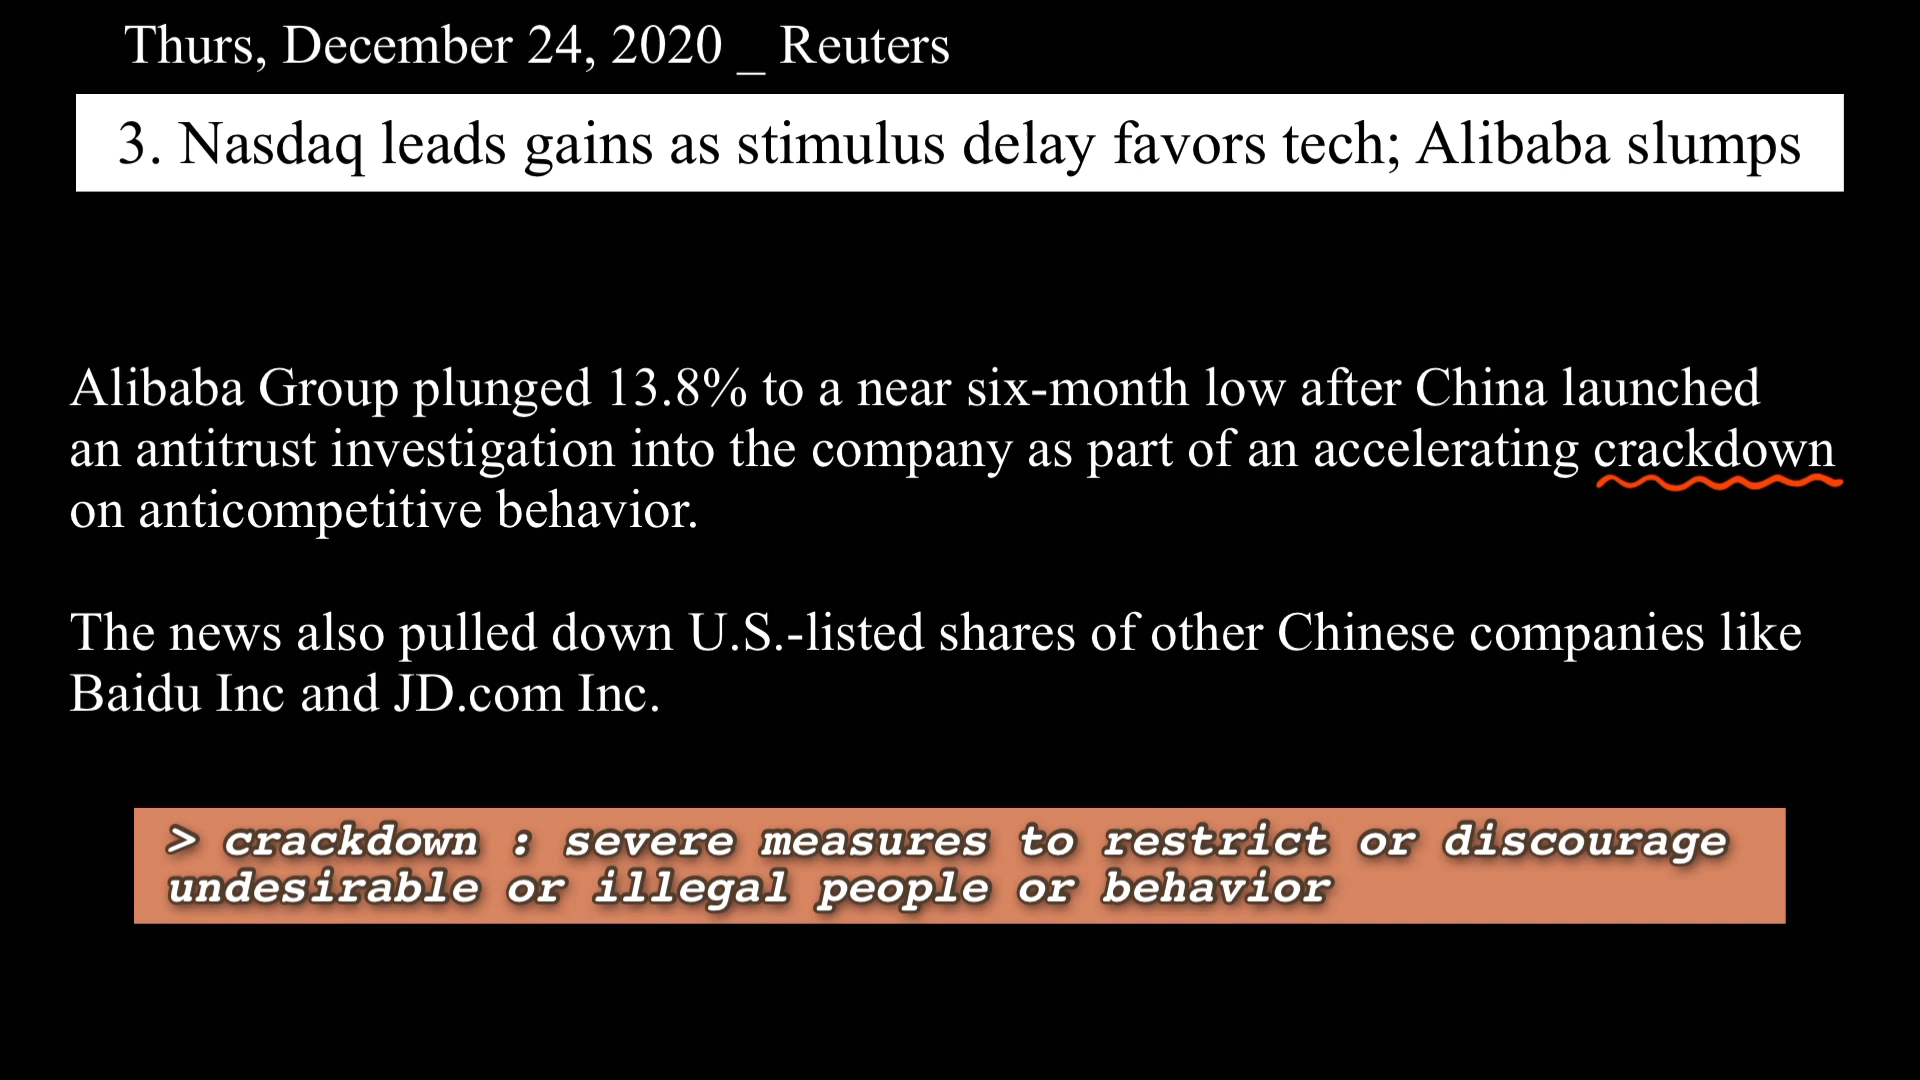 Thurs, December 24, 2020 _ Reuters
3. Nasdaq leads gains as stimulus delay favors tech; Alibaba slumps
Alibaba Group plunged 13.8% to a near six-month low after China launched
an antitrust investigation into the company as part of an accelerating crackdown
on anticompetitive behavior.
The news also pulled down U.S.-listed shares of other Chinese companies like
Baidu Inc and JD.com Inc.
> crackdown : severe measures to restrict or discourage
undesirable or illegal people or behavior